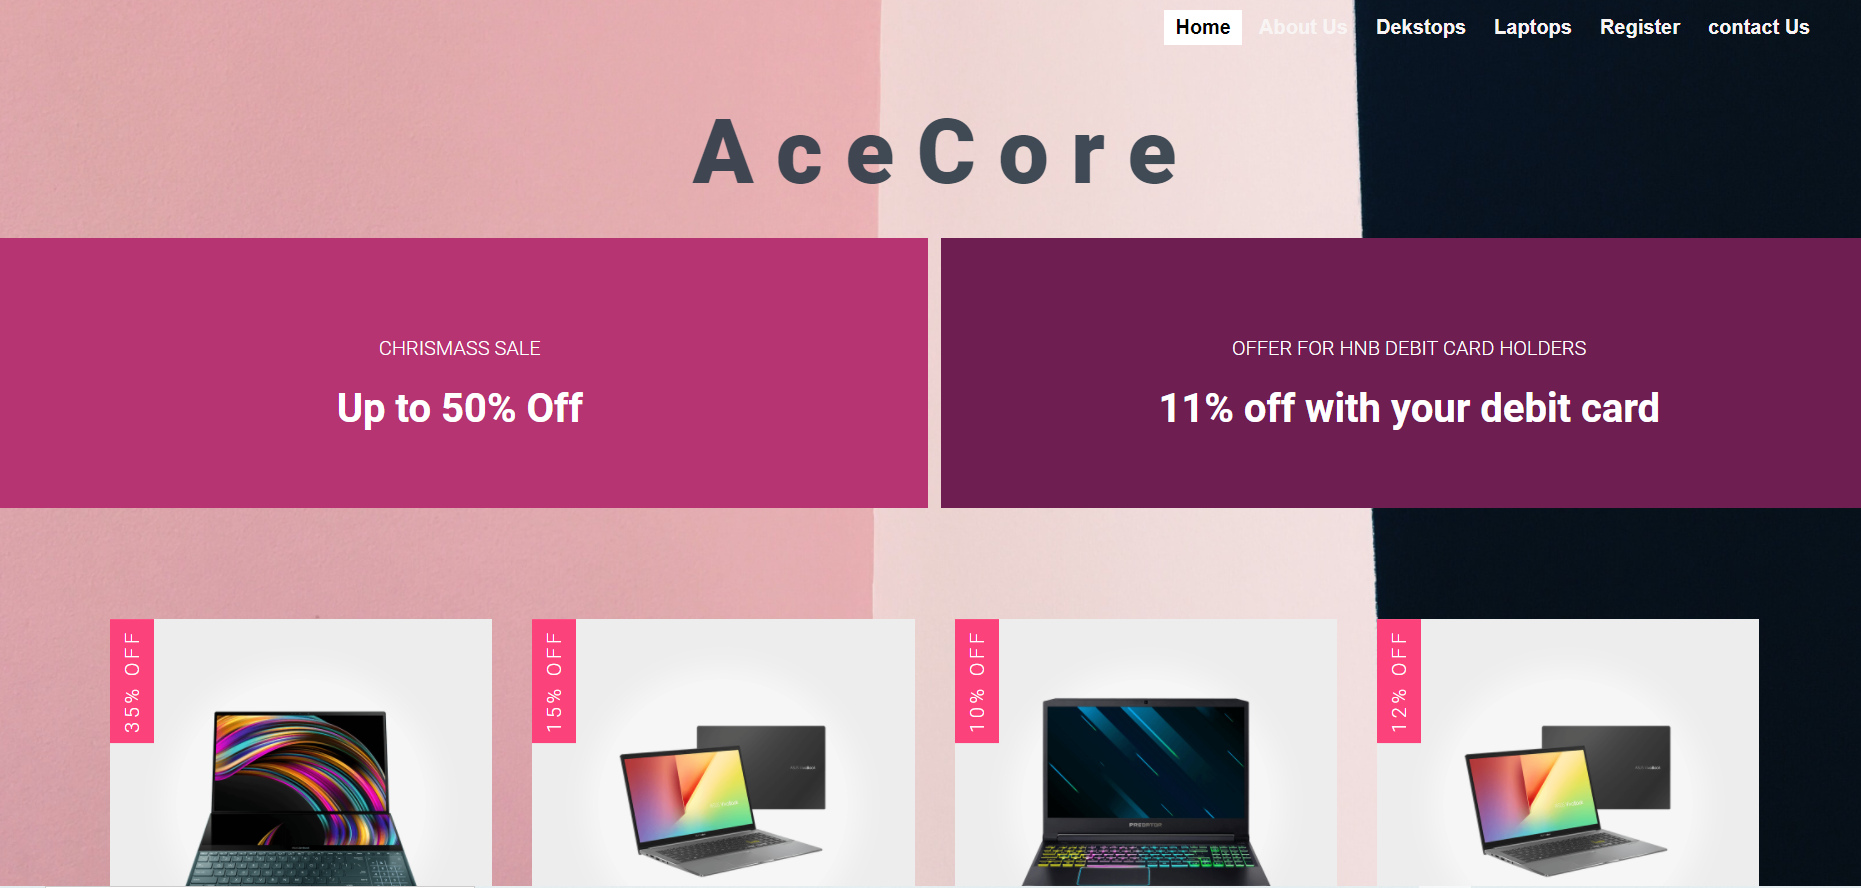 Home About Us Dekstops Laptops Register contact Us
AceCore
CHRISMASS SALE
Up to 50% Off
OFFER FOR HNB DEBIT CARD HOLDERS
11% off with your debit card
35% OFF
15% OFF
10% OFF
12% OFF
PREDATOR